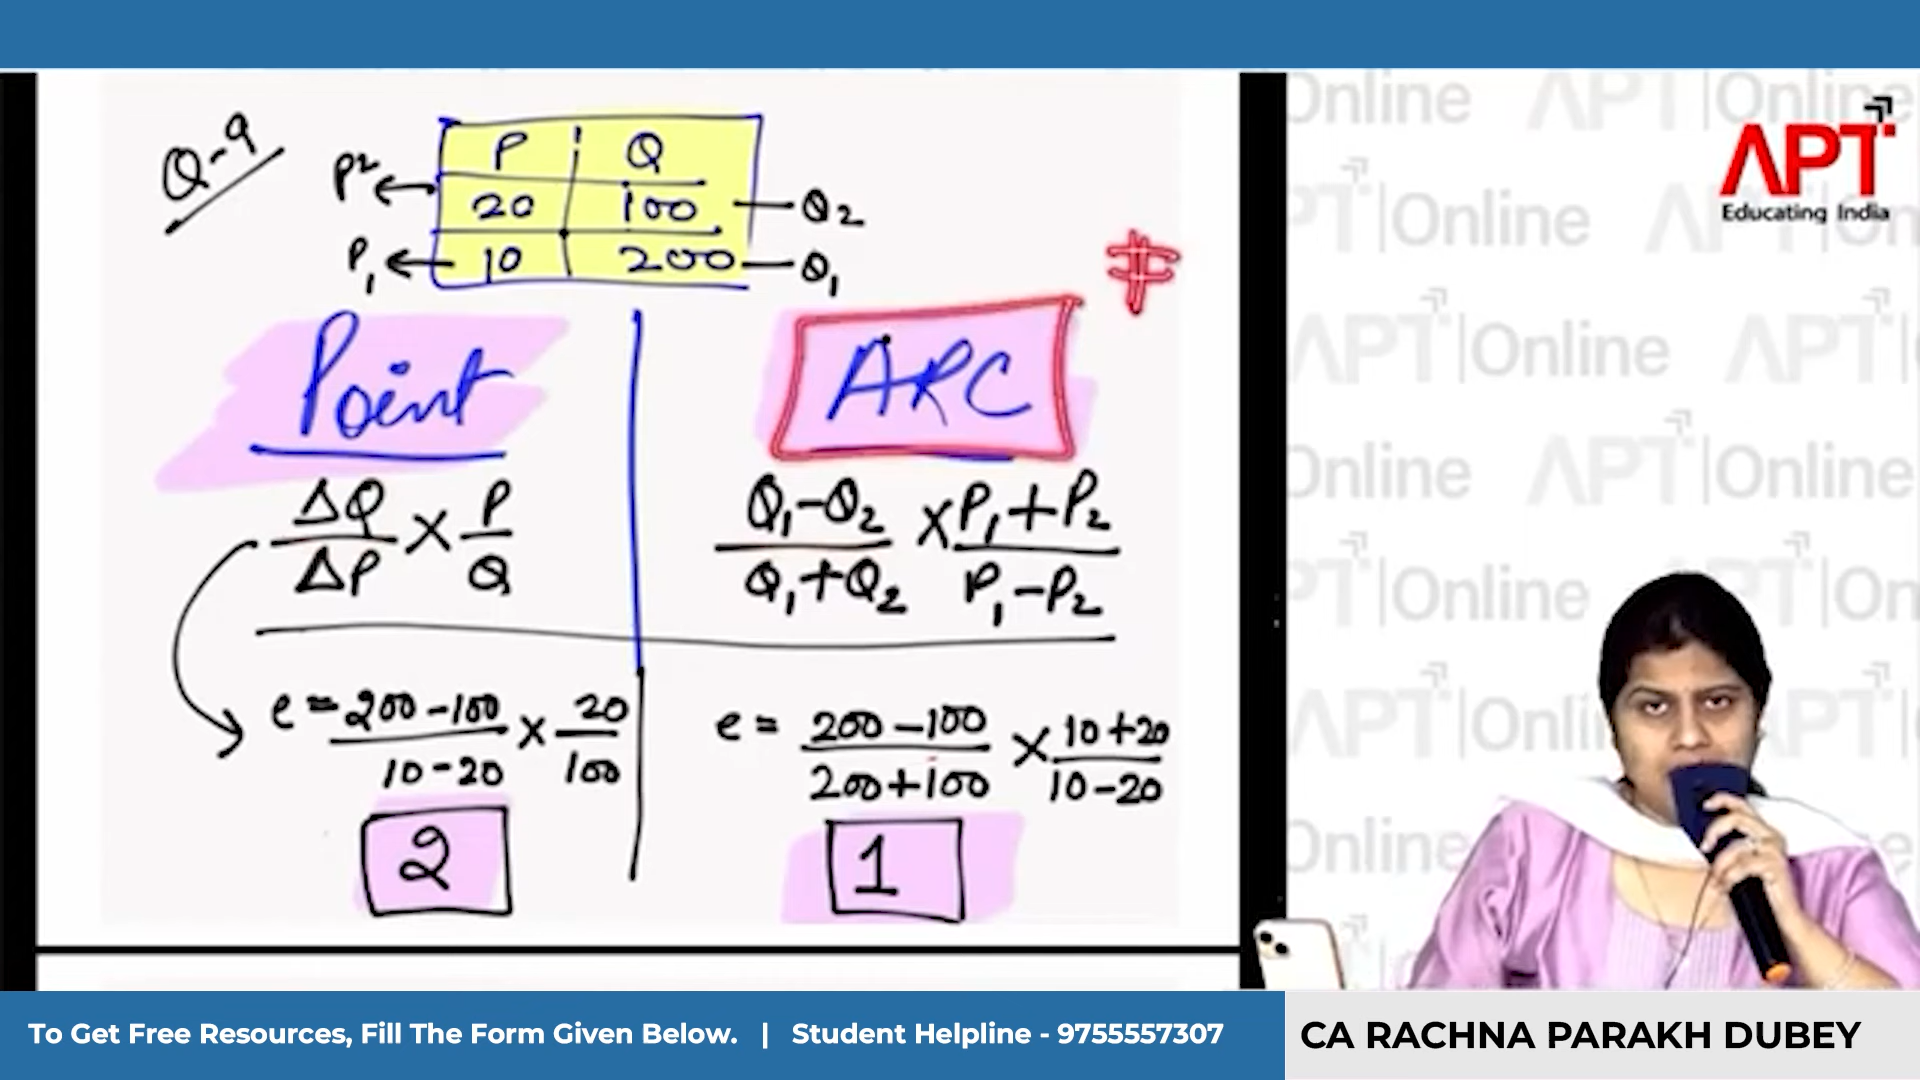 Q-9
P Q
P2 ← 20 100 — Q2
P1 ← 10 200 — Q1
Point
ARC
ΔQ/ΔP × P/Q
Q1-Q2/Q1+Q2 × P1+P2/P1-P2
e = 200-100/10-20 × 20/100
e = 200-100/200+100 × 10+20/10-20
2
1
APT
Educating India
APT|Online
To Get Free Resources, Fill The Form Given Below. | Student Helpline - 9755557307
CA RACHNA PARAKH DUBEY